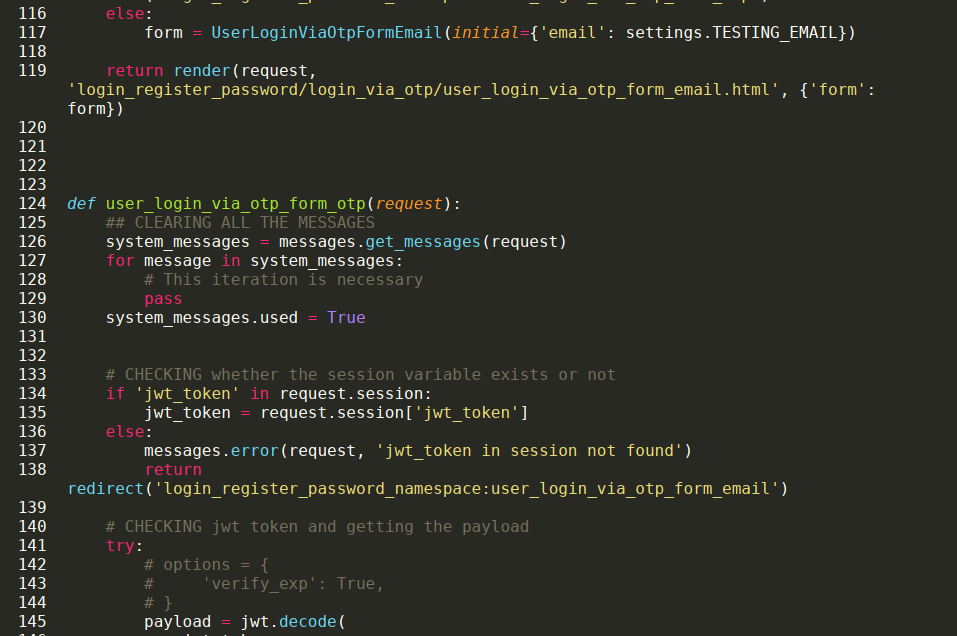 116         else:
117             form = UserLoginViaOtpFormEmail(initial={'email': settings.TESTING_EMAIL})
118
119         return render(request,
'login_register_password/login_via_otp/user_login_via_otp_form_email.html', {'form':
form})
120
121
122
123
124 def user_login_via_otp_form_otp(request):
125     ## CLEARING ALL THE MESSAGES
126     system_messages = messages.get_messages(request)
127     for message in system_messages:
128         # This iteration is necessary
129         pass
130     system_messages.used = True
131
132
133     # CHECKING whether the session variable exists or not
134     if 'jwt_token' in request.session:
135         jwt_token = request.session['jwt_token']
136     else:
137         messages.error(request, 'jwt_token in session not found')
138         return
redirect('login_register_password_namespace:user_login_via_otp_form_email')
139
140     # CHECKING jwt token and getting the payload
141     try:
142         # options = {
143         #     'verify_exp': True,
144         # }
145         payload = jwt.decode(